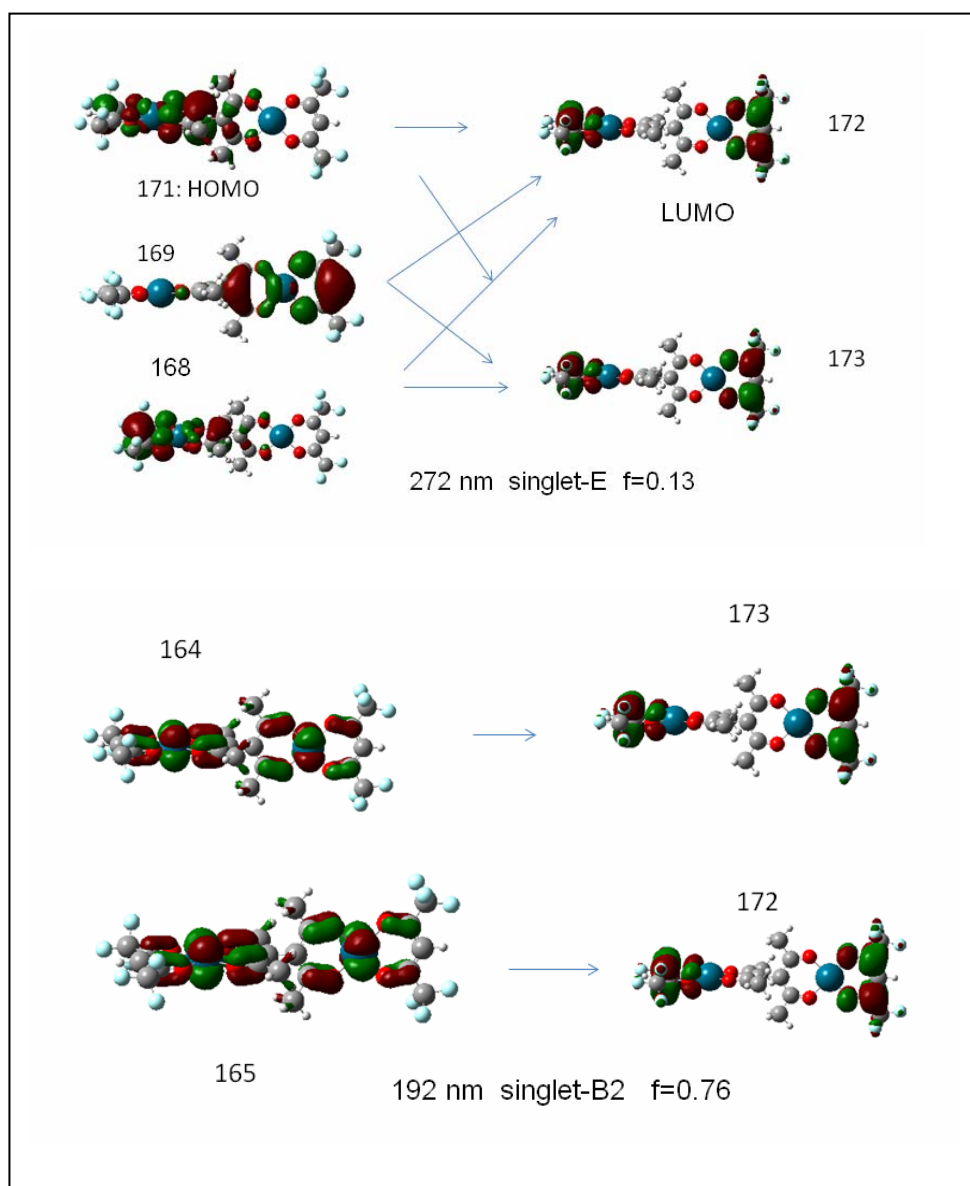 172
171: HOMO
LUMO
169
168
173
272 nm singlet-E f=0.13
173
164
172
165
192 nm singlet-B2 f=0.76